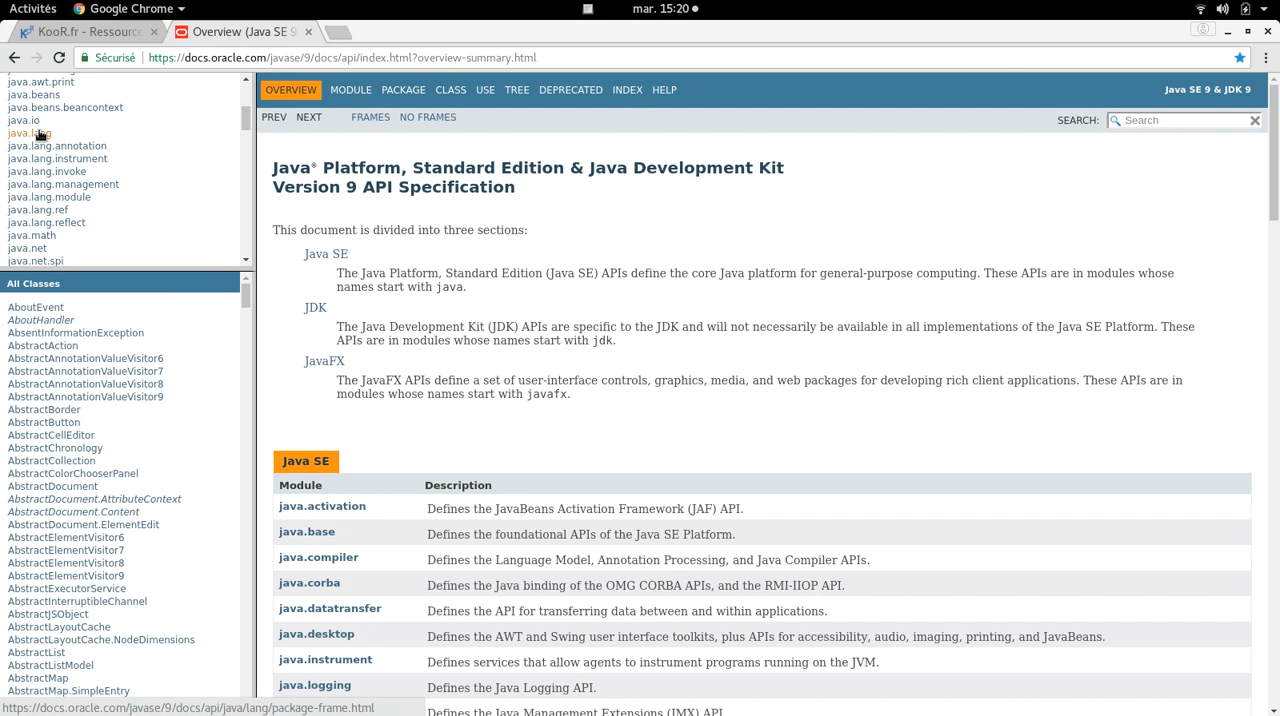 Activités Google Chrome mar. 15:20
KooR.fr - Ressource Overview (Java SE 9
Sécurisé https://docs.oracle.com/javase/9/docs/api/index.html?overview-summary.html
java.awt.print
java.beans
java.beans.beancontext
java.io
java.lang
java.lang.annotation
java.lang.instrument
java.lang.invoke
java.lang.management
java.lang.module
java.lang.ref
java.lang.reflect
java.math
java.net
java.net.spi
All Classes
AboutEvent
AboutHandler
AbsentInformationException
AbstractAction
AbstractAnnotationValueVisitor6
AbstractAnnotationValueVisitor7
AbstractAnnotationValueVisitor8
AbstractAnnotationValueVisitor9
AbstractBorder
AbstractButton
AbstractCellEditor
AbstractChronology
AbstractCollection
AbstractColorChooserPanel
AbstractDocument
AbstractDocument.AttributeContext
AbstractDocument.Content
AbstractDocument.ElementEdit
AbstractElementVisitor6
AbstractElementVisitor7
AbstractElementVisitor8
AbstractElementVisitor9
AbstractExecutorService
AbstractInterruptibleChannel
AbstractJSObject
AbstractLayoutCache
AbstractLayoutCache.NodeDimensions
AbstractList
AbstractListModel
AbstractMap
AbstractMap.SimpleEntry
https://docs.oracle.com/javase/9/docs/api/java/lang/package-frame.html
OVERVIEW MODULE PACKAGE CLASS USE TREE DEPRECATED INDEX HELP Java SE 9 & JDK 9
PREV NEXT FRAMES NO FRAMES SEARCH: Search
Java® Platform, Standard Edition & Java Development Kit
Version 9 API Specification
This document is divided into three sections:
Java SE
The Java Platform, Standard Edition (Java SE) APIs define the core Java platform for general-purpose computing. These APIs are in modules whose
names start with java.
JDK
The Java Development Kit (JDK) APIs are specific to the JDK and will not necessarily be available in all implementations of the Java SE Platform. These
APIs are in modules whose names start with jdk.
JavaFX
The JavaFX APIs define a set of user-interface controls, graphics, media, and web packages for developing rich client applications. These APIs are in
modules whose names start with javafx.
Java SE
Module Description
java.activation Defines the JavaBeans Activation Framework (JAF) API.
java.base Defines the foundational APIs of the Java SE Platform.
java.compiler Defines the Language Model, Annotation Processing, and Java Compiler APIs.
java.corba Defines the Java binding of the OMG CORBA APIs, and the RMI-IIOP API.
java.datatransfer Defines the API for transferring data between and within applications.
java.desktop Defines the AWT and Swing user interface toolkits, plus APIs for accessibility, audio, imaging, printing, and JavaBeans.
java.instrument Defines services that allow agents to instrument programs running on the JVM.
java.logging Defines the Java Logging API.
Defines the Java Management Extensions (JMX) API